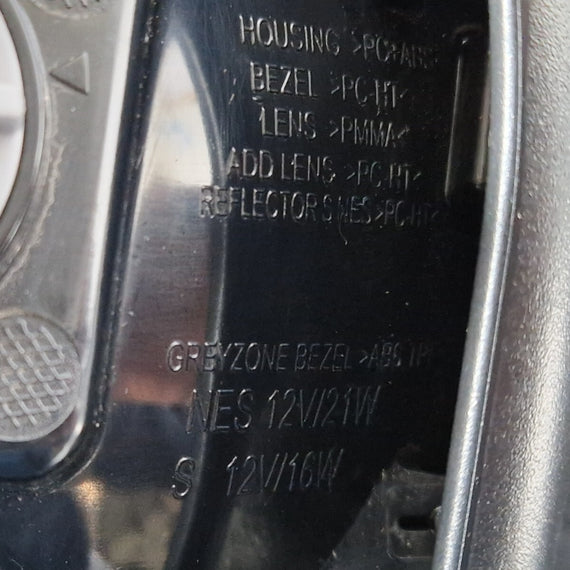 HOUSING >PC+ABS
BEZEL >PC-HT<
LENS >PMMA<
ADD LENS >PC-HT<
REFLECTOR S NES >PC-HT<
GREYZONE BEZEL >ABS
NES 12V/21W
S 12V/16W